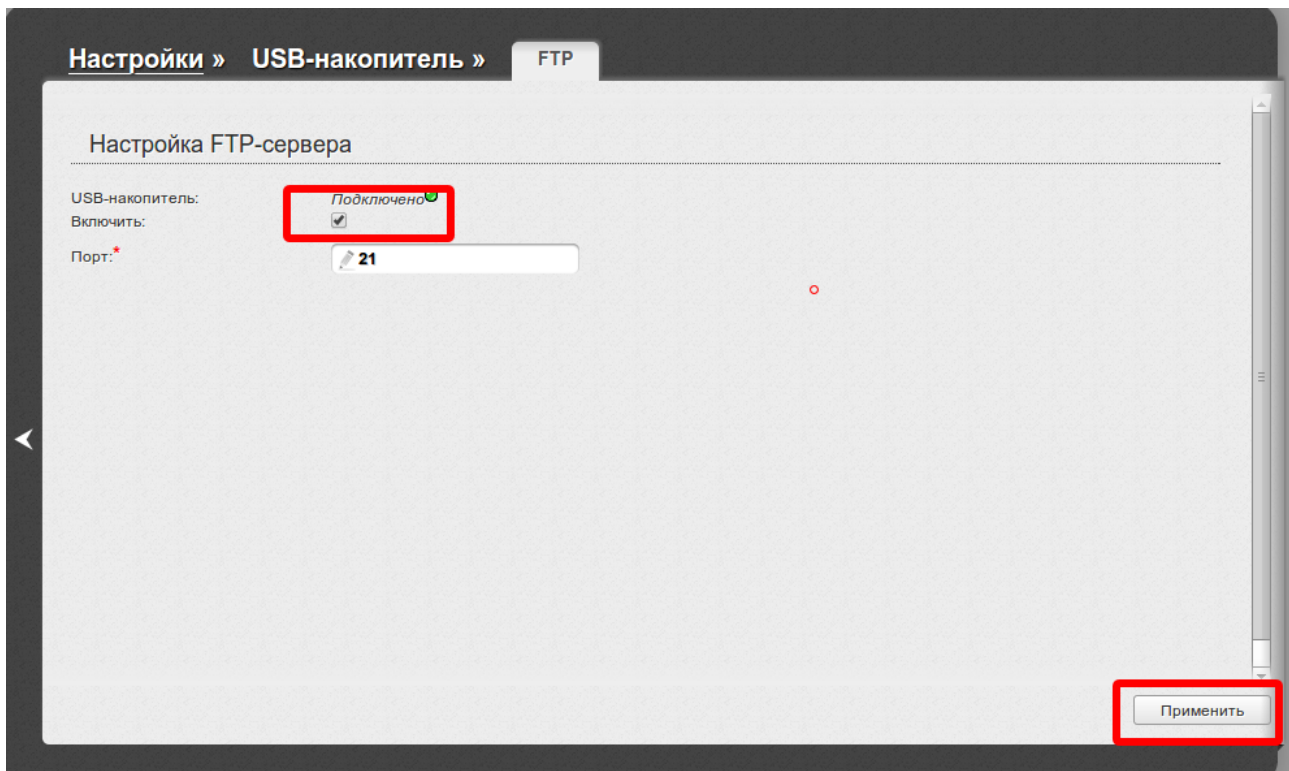 Настройки » USB-накопитель » FTP
Настройка FTP-сервера
USB-накопитель: Подключено
Включить:
Порт:* 21
Применить